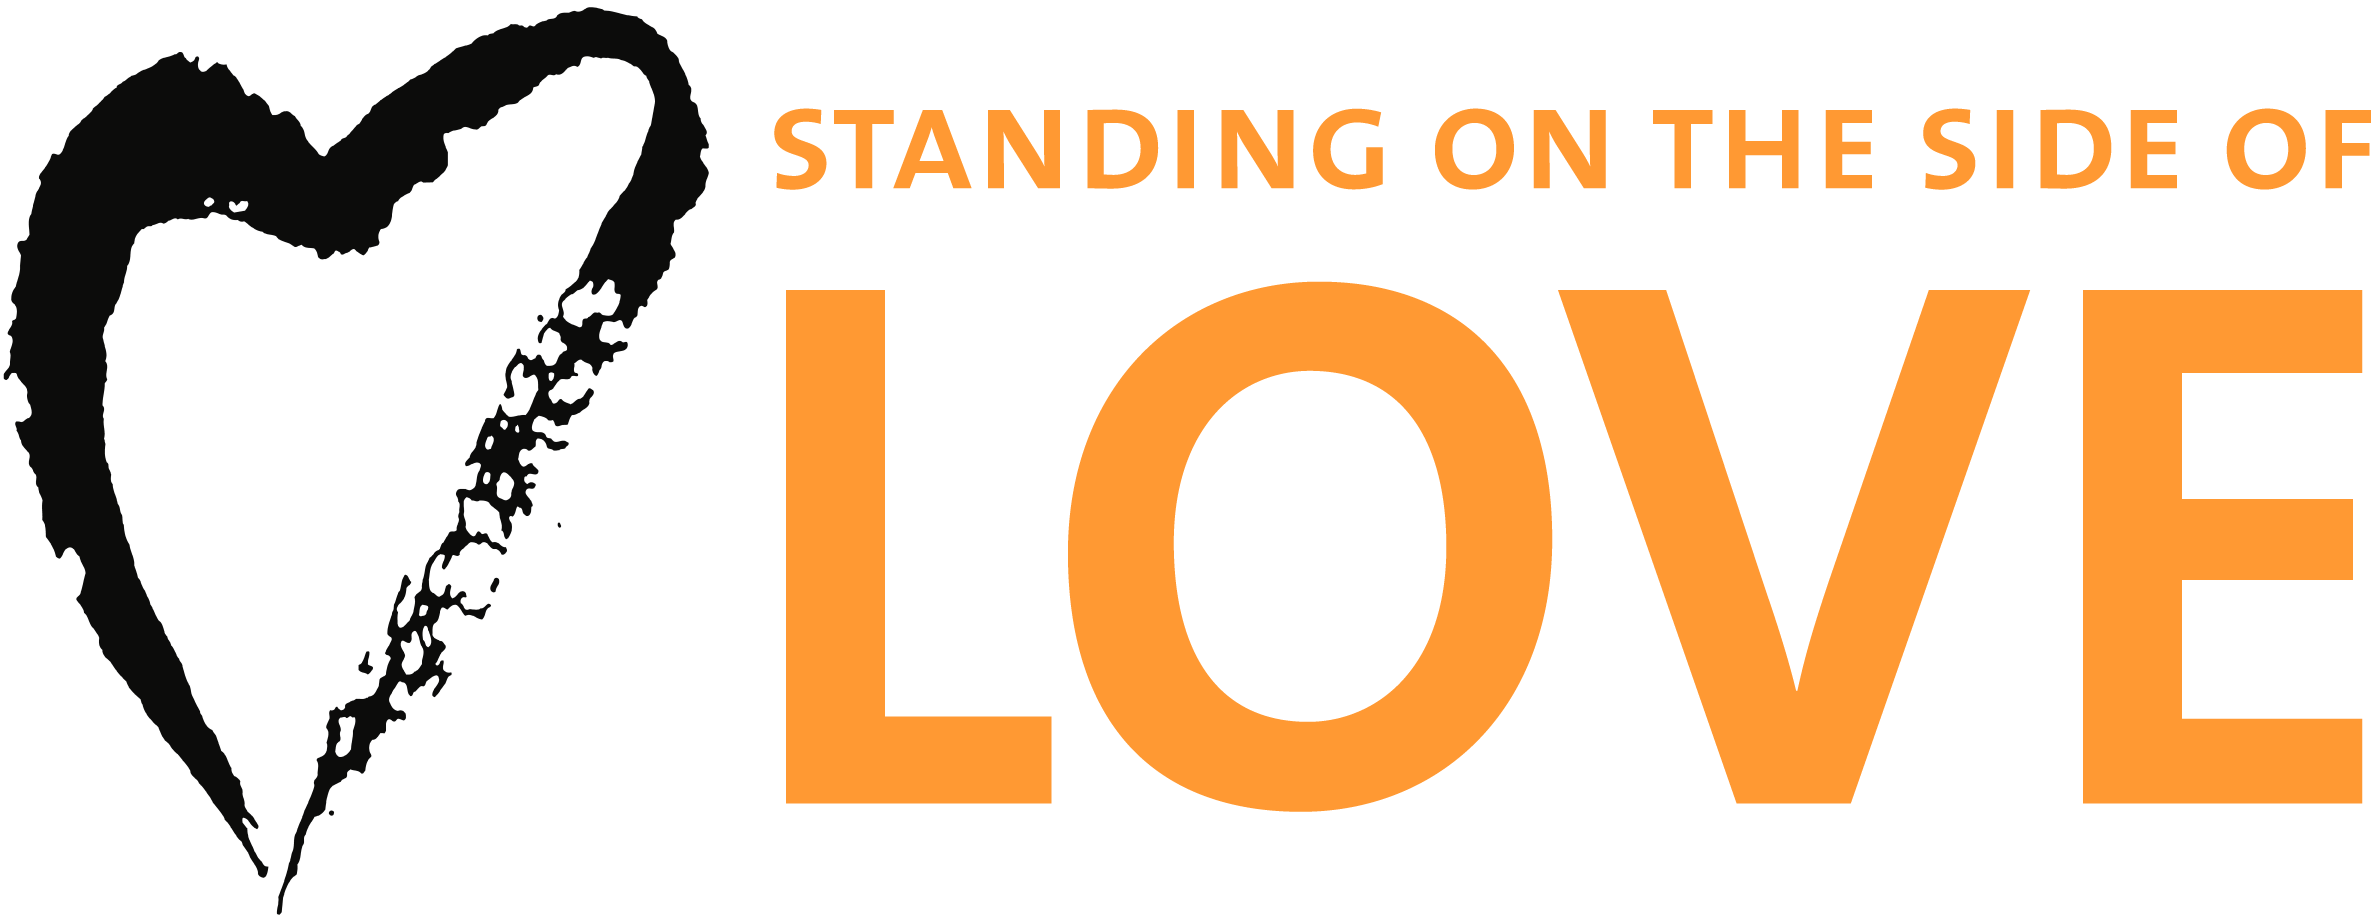 STANDING ON THE SIDE OF
LOVE